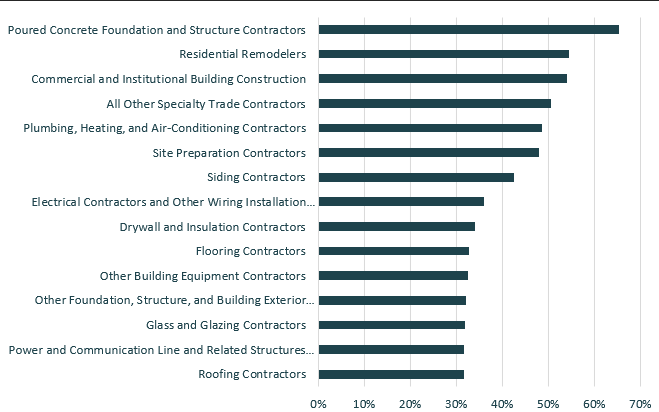 Poured Concrete Foundation and Structure Contractors
Residential Remodelers
Commercial and Institutional Building Construction
All Other Specialty Trade Contractors
Plumbing, Heating, and Air-Conditioning Contractors
Site Preparation Contractors
Siding Contractors
Electrical Contractors and Other Wiring Installation...
Drywall and Insulation Contractors
Flooring Contractors
Other Building Equipment Contractors
Other Foundation, Structure, and Building Exterior...
Glass and Glazing Contractors
Power and Communication Line and Related Structures...
Roofing Contractors
0% 10% 20% 30% 40% 50% 60% 70%